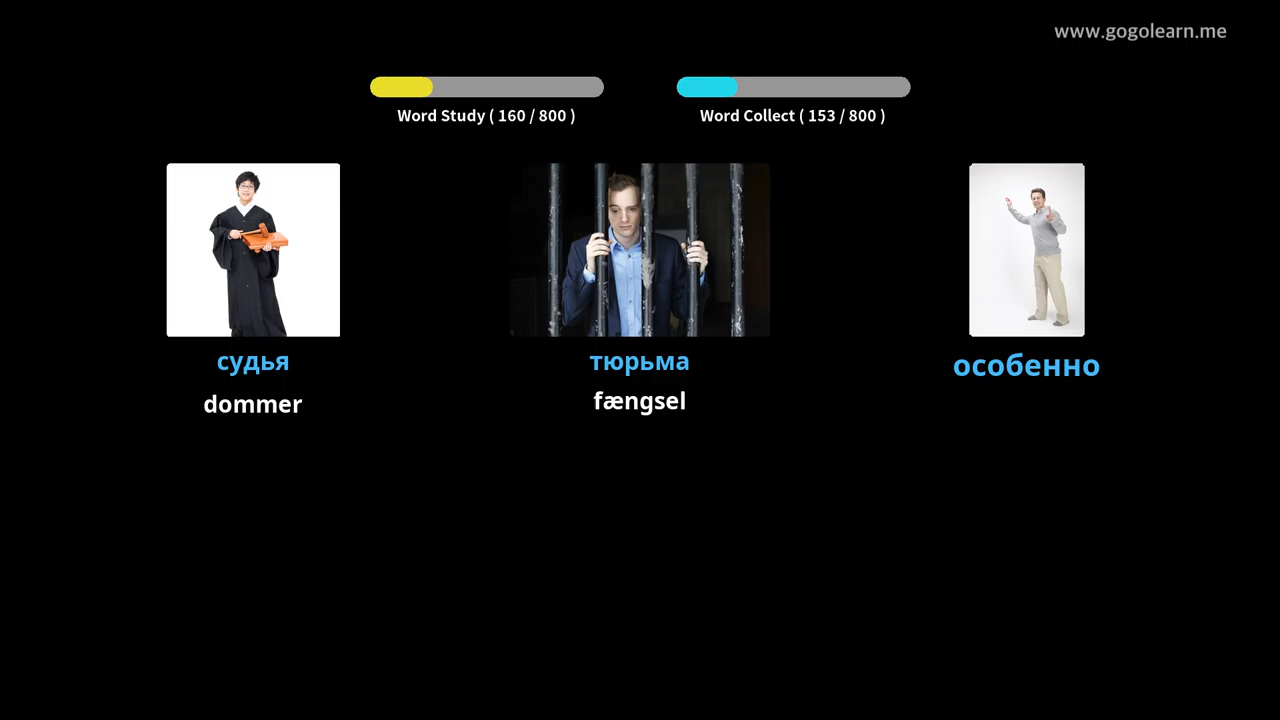 www.gogolearn.me
Word Study ( 160 / 800 )
Word Collect ( 153 / 800 )
судья
тюрьма
особенно
dommer
fængsel